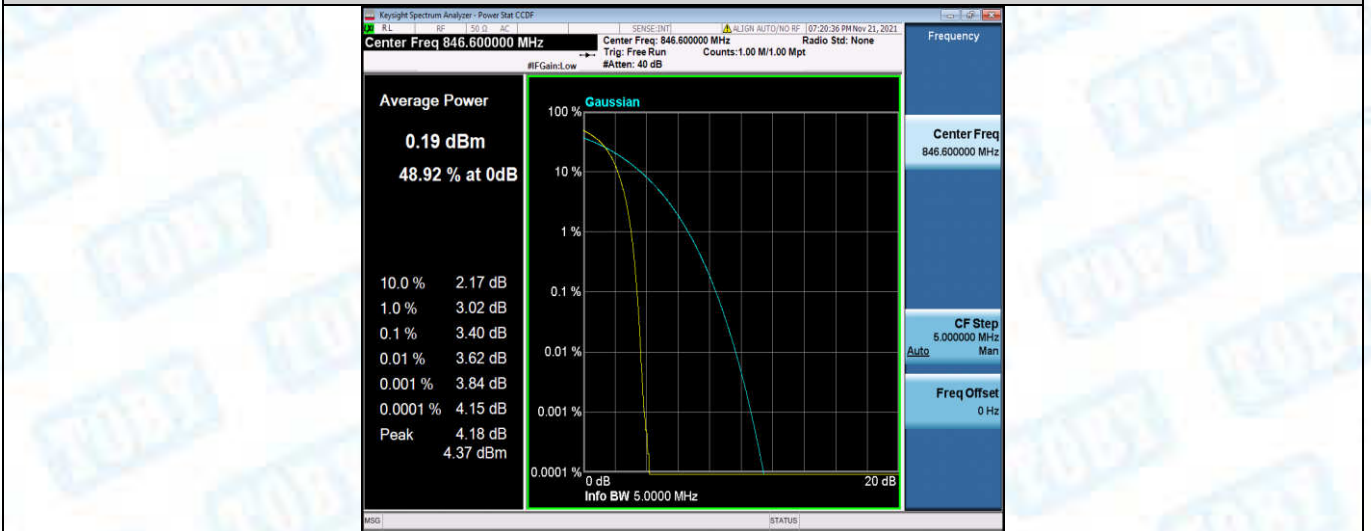 Keysight Spectrum Analyzer - Power Stat CCDF
RL RF 50 Ω AC SENSE:INT ALIGN AUTO/NO RF 07:20:36 PM Nov 21, 2021
Center Freq 846.600000 MHz
Center Freq: 846.600000 MHz Radio Std: None
Trig: Free Run Counts:1.00 M/1.00 Mpt
#IFGain:Low #Atten: 40 dB
Frequency
Average Power
0.19 dBm
48.92 % at 0dB
10.0 % 2.17 dB
1.0 % 3.02 dB
0.1 % 3.40 dB
0.01 % 3.62 dB
0.001 % 3.84 dB
0.0001 % 4.15 dB
Peak 4.18 dB
4.37 dBm
Gaussian
100 %
10 %
1 %
0.1 %
0.01 %
0.001 %
0.0001 %
0 dB 20 dB
Info BW 5.0000 MHz
Center Freq
846.600000 MHz
CF Step
5.000000 MHz
Auto Man
Freq Offset
0 Hz
MSG STATUS